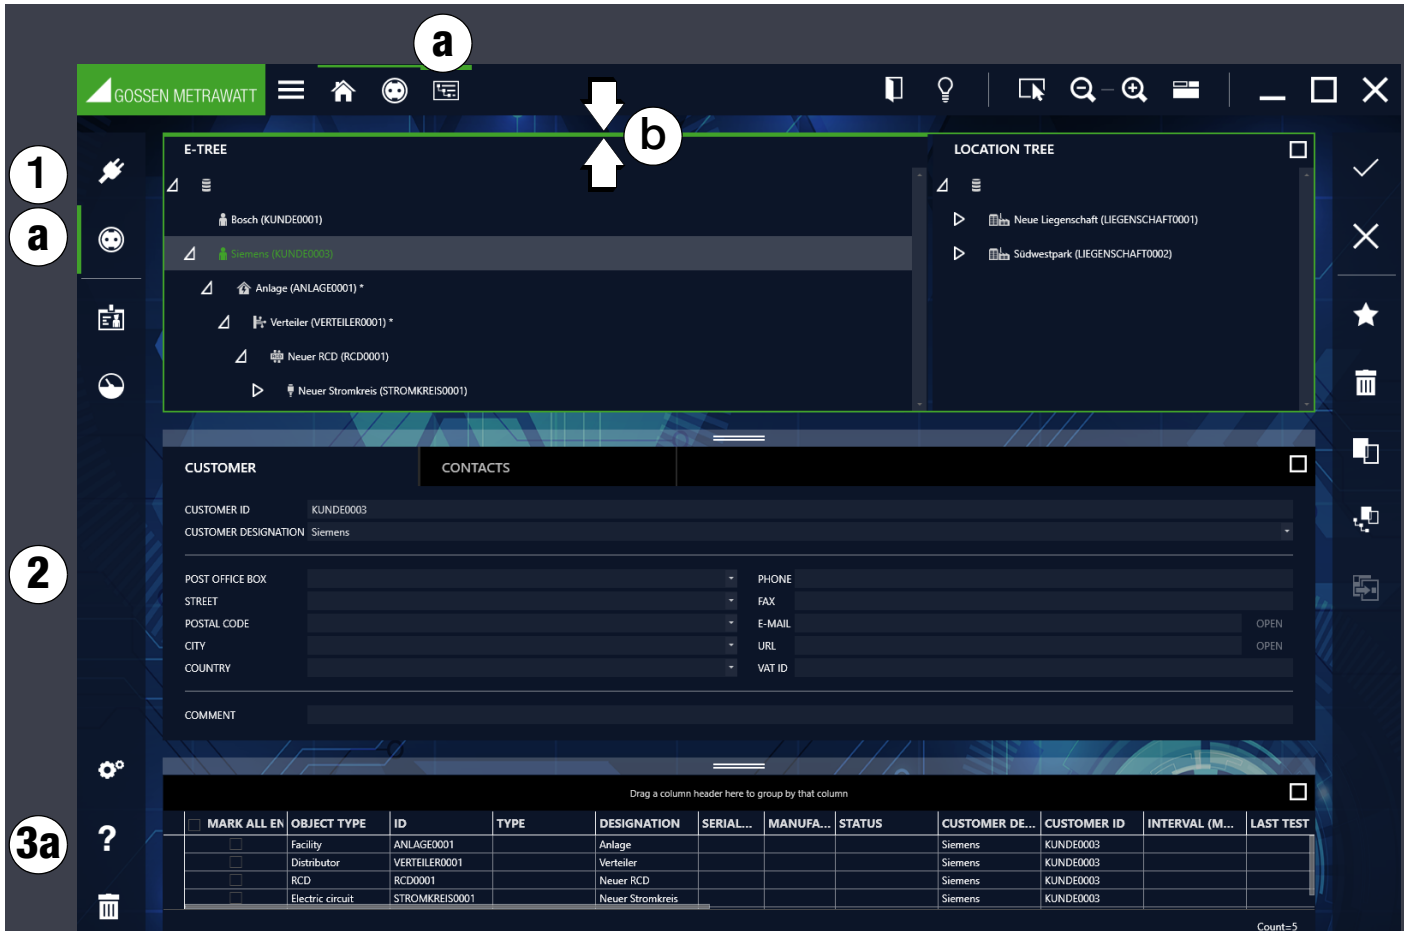 a
GOSSEN METRAWATT
b
1
a
E-TREE
LOCATION TREE
Bosch (KUNDE0001)
Neue Liegenschaft (LIEGENSCHAFT0001)
Siemens (KUNDE0003)
Südwestpark (LIEGENSCHAFT0002)
Anlage (ANLAGE0001) *
Verteiler (VERTEILER0001) *
Neuer RCD (RCD0001)
Neuer Stromkreis (STROMKREIS0001)
CUSTOMER CONTACTS
CUSTOMER ID KUNDE0003
CUSTOMER DESIGNATION Siemens
2
POST OFFICE BOX PHONE
STREET FAX
POSTAL CODE E-MAIL OPEN
CITY URL OPEN
COUNTRY VAT ID
COMMENT
Drag a column header here to group by that column
3a
?
MARK ALL EN OBJECT TYPE ID TYPE DESIGNATION SERIAL... MANUFA... STATUS CUSTOMER DE... CUSTOMER ID INTERVAL (M... LAST TEST
Facility ANLAGE0001 Anlage Siemens KUNDE0003
Distributor VERTEILER0001 Verteiler Siemens KUNDE0003
RCD RCD0001 Neuer RCD Siemens KUNDE0003
Electric circuit STROMKREIS0001 Neuer Stromkreis Siemens KUNDE0003
Count=5